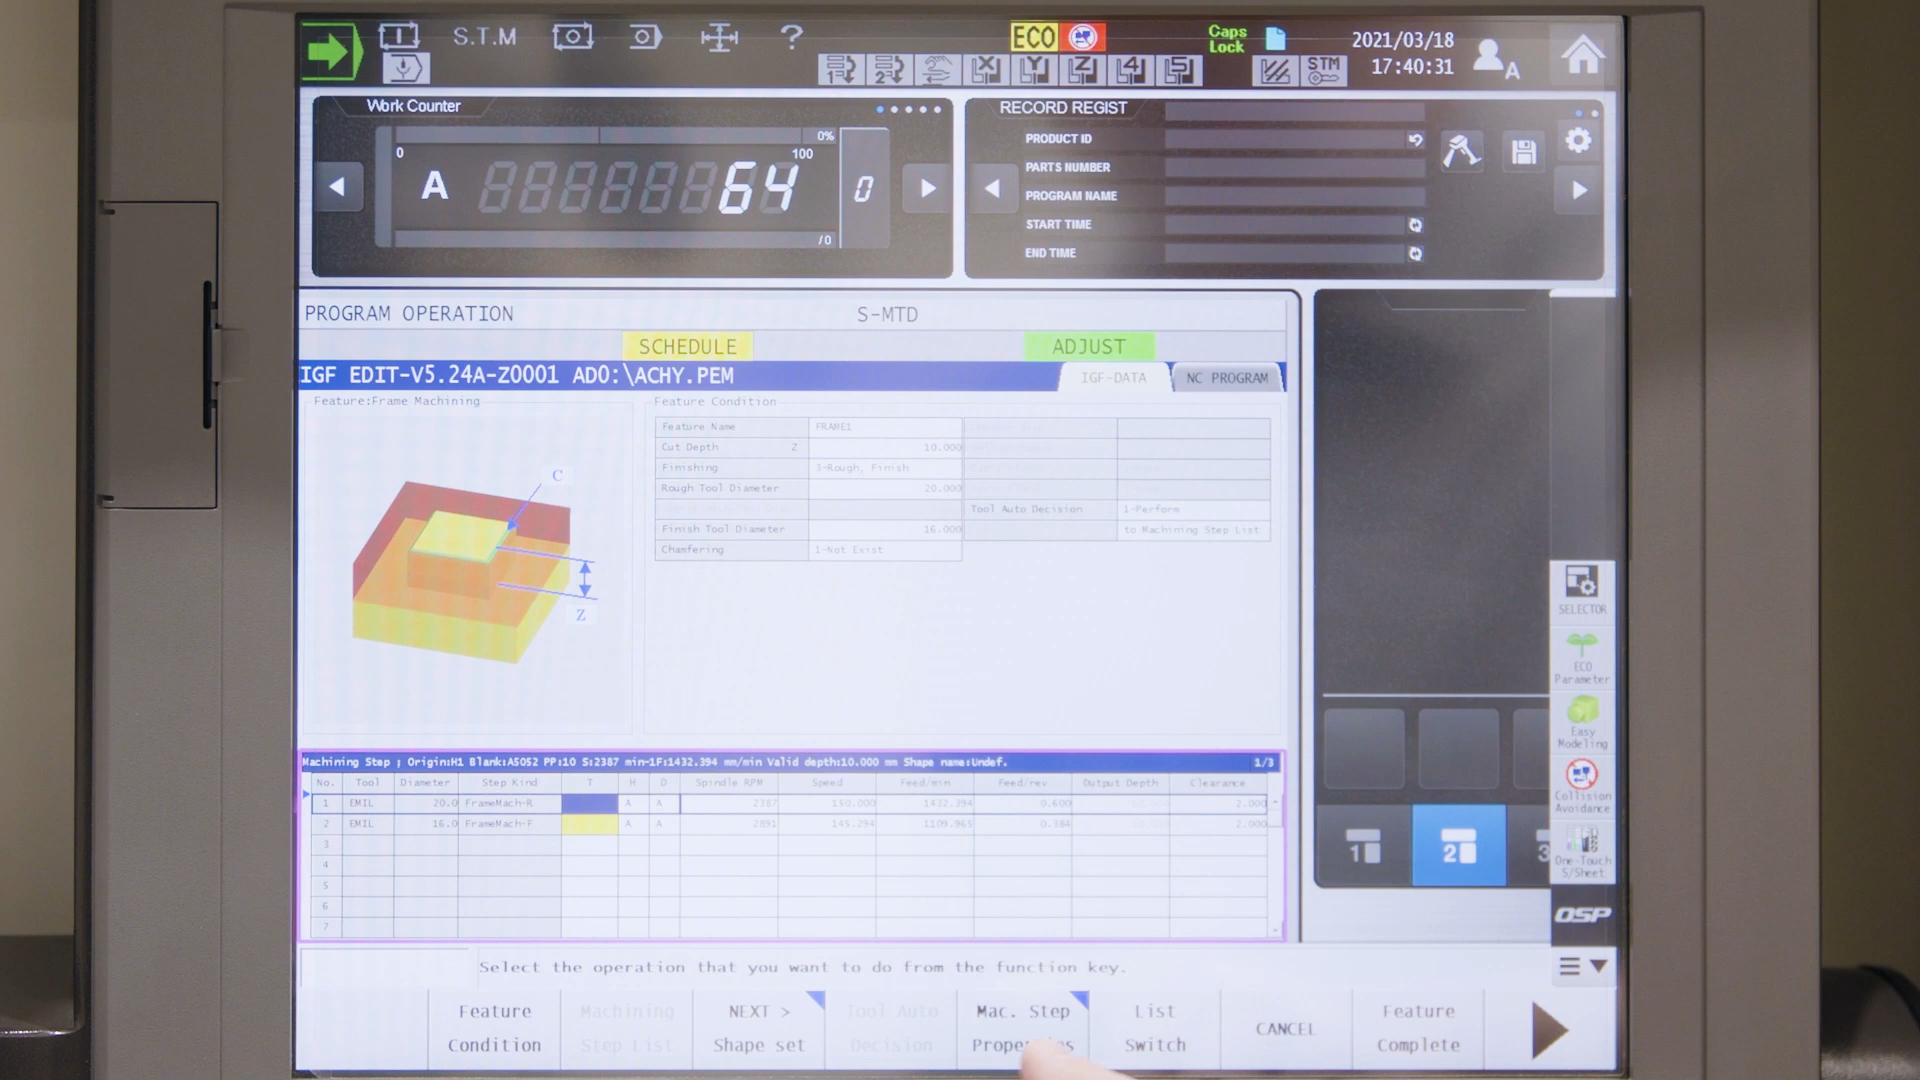 S.T.M
?
ECO
Caps
Lock
2021/03/18
17:40:31
A
1
2
X
Y
Z
4
5
STM
Work Counter
0%
0
100
A
64
0
/0
RECORD REGIST
PRODUCT ID
PARTS NUMBER
PROGRAM NAME
START TIME
END TIME
PROGRAM OPERATION
S-MTD
SCHEDULE
ADJUST
IGF EDIT-V5.24A-Z0001 AD0:\ACHY.PEM
IGF-DATA
NC PROGRAM
Feature:Frame Machining
C
Z
Feature Condition
Feature Name FRAME1
Cut Depth Z 10.000
Finishing 3-Rough, Finish
Rough Tool Diameter 20.000
Tool Auto Decision 1-Perform
Finish Tool Diameter 16.000 to Machining Step List
Chamfering 1-Not Exist
Machining Step ; Origin:H1 Blank:A5052 PP:10 S:2387 min-1F:1432.394 mm/min Valid depth:10.000 mm Shape name:Undef. 1/3
No. Tool Diameter Step Kind T H D Spindle RPM Speed Feed/min Feed/rev Output Depth Clearance
1 EMIL 20.0 FrameMach-R A A 2387 150.000 1432.394 0.600 2.000
2 EMIL 16.0 FrameMach-F A A 2891 145.294 1109.965 0.384 2.000
3
4
5
6
7
SELECTOR
ECO
Parameter
Easy
Modeling
Collision
Avoidance
One-Touch
S/Sheet
OSP
1
2
3
Select the operation that you want to do from the function key.
Feature
Condition
Machining
Step List
NEXT >
Shape set
Tool Auto
Decision
Mac. Step
List
Switch
CANCEL
Feature
Complete